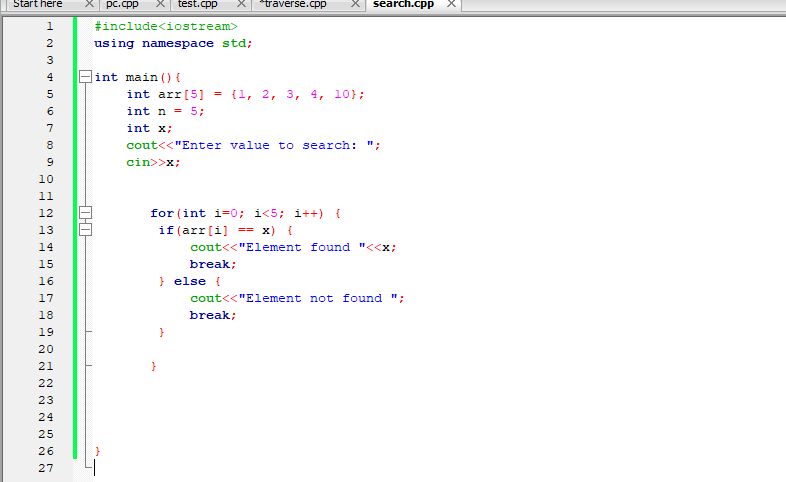 Start here pc.cpp test.cpp *traverse.cpp search.cpp
1 #include<iostream>
2 using namespace std;
3
4 int main(){
5 int arr[5] = {1, 2, 3, 4, 10};
6 int n = 5;
7 int x;
8 cout<<"Enter value to search: ";
9 cin>>x;
10
11
12 for(int i=0; i<5; i++) {
13 if(arr[i] == x) {
14 cout<<"Element found "<<x;
15 break;
16 } else {
17 cout<<"Element not found ";
18 break;
19 }
20
21 }
22
23
24
25
26 }
27